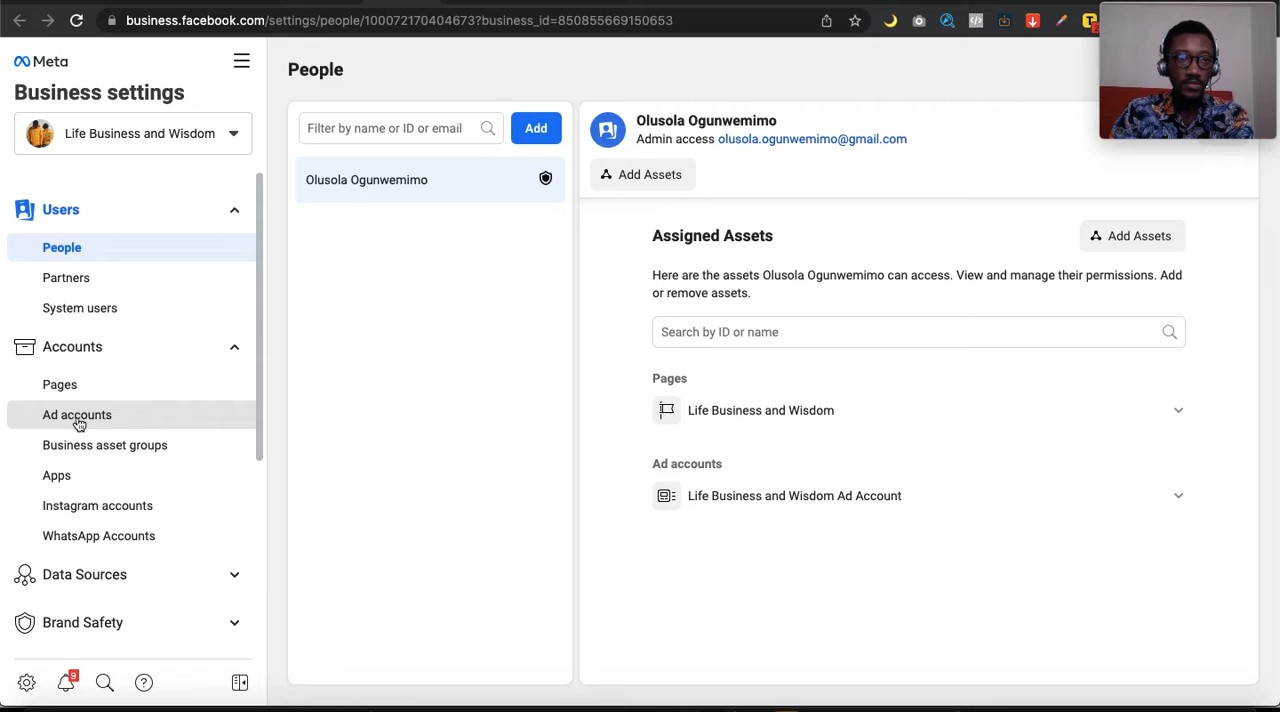 business.facebook.com/settings/people/100072170404673?business_id=850855669150653
Meta
Business settings
Life Business and Wisdom
Users
People
Partners
System users
Accounts
Pages
Ad accounts
Business asset groups
Apps
Instagram accounts
WhatsApp Accounts
Data Sources
Brand Safety
9
People
Filter by name or ID or email
Add
Olusola Ogunwemimo
Olusola Ogunwemimo
Admin access olusola.ogunwemimo@gmail.com
Add Assets
Assigned Assets
Add Assets
Here are the assets Olusola Ogunwemimo can access. View and manage their permissions. Add
or remove assets.
Search by ID or name
Pages
Life Business and Wisdom
Ad accounts
Life Business and Wisdom Ad Account